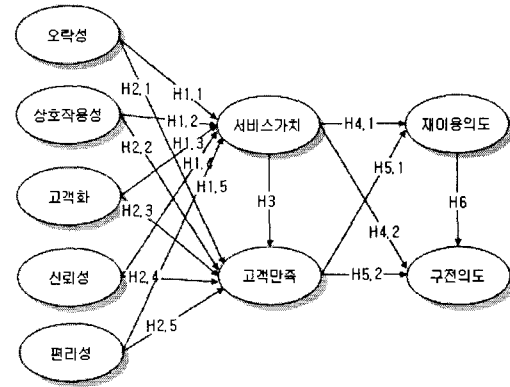 오락성
H2.1
H1.1
상호작용성
H1.2
H2.2
서비스가치
H4.1
재이용의도
H1.3
H1.4
H5.1
고객화
H1.5
H3
H6
H2.3
H4.2
신뢰성
H2.4
고객만족
H5.2
구전의도
H2.5
편리성